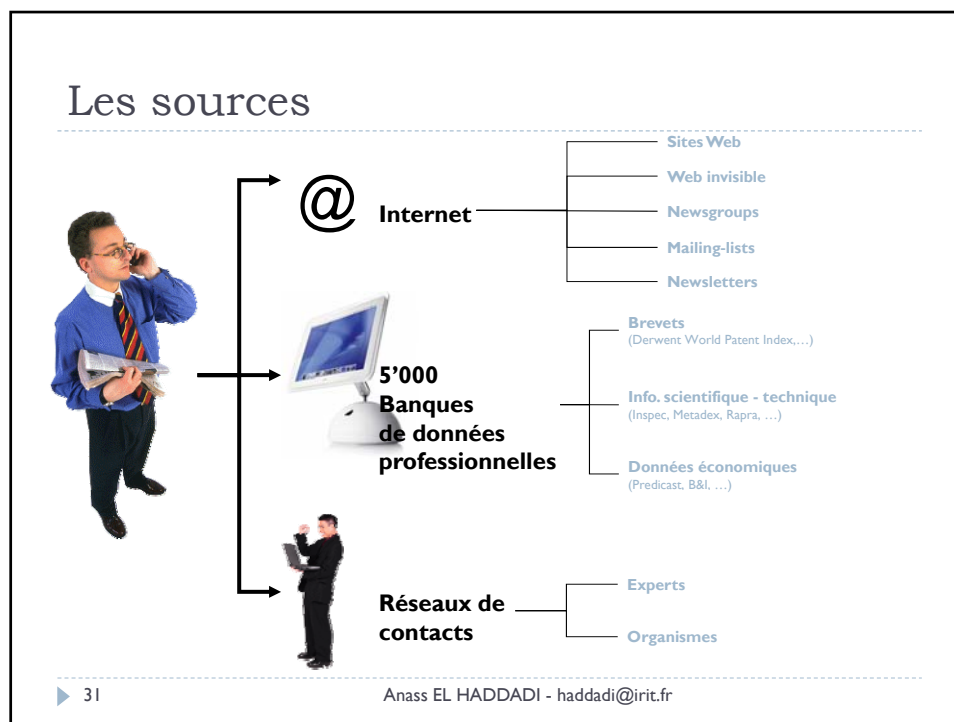 Les sources
@
Internet
Sites Web
Web invisible
Newsgroups
Mailing-lists
Newsletters
5’000
Banques
de données
professionnelles
Brevets
(Derwent World Patent Index,…)
Info. scientifique - technique
(Inspec, Metadex, Rapra, …)
Données économiques
(Predicast, B&I, …)
Réseaux de
contacts
Experts
Organismes
31
Anass EL HADDADI - haddadi@irit.fr